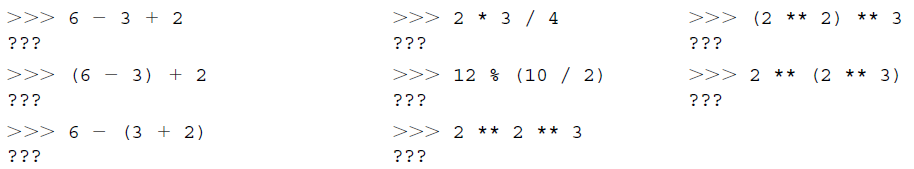 >>> 6 − 3 + 2
???
>>> (6 − 3) + 2
???
>>> 6 − (3 + 2)
???
>>> 2 * 3 / 4
???
>>> 12 % (10 / 2)
???
>>> 2 ** 2 ** 3
???
>>> (2 ** 2) ** 3
???
>>> 2 ** (2 ** 3)
???